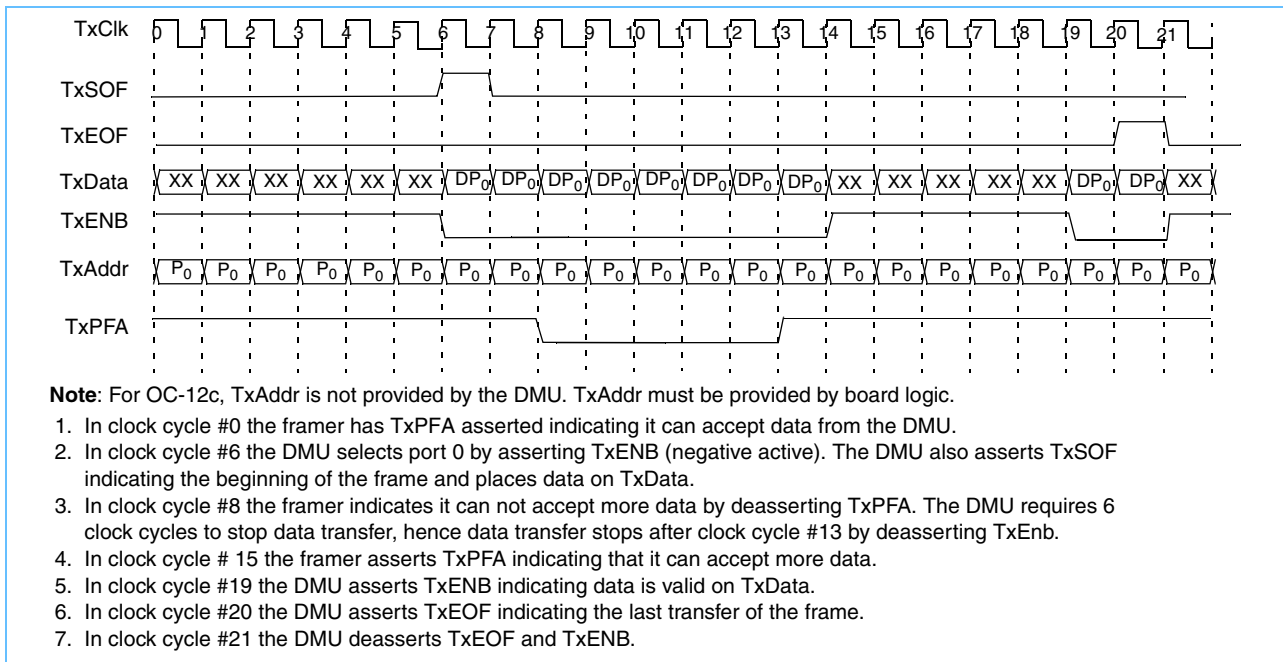 TxClk 0 1 2 3 4 5 6 7 8 9 10 11 12 13 14 15 16 17 18 19 20 21
TxSOF
TxEOF
TxData XX XX XX XX XX XX DP0 DP0 DP0 DP0 DP0 DP0 DP0 DP0 XX XX XX XX XX DP0 DP0 XX
TxENB
TxAddr P0 P0 P0 P0 P0 P0 P0 P0 P0 P0 P0 P0 P0 P0 P0 P0 P0 P0 P0 P0 P0 P0
TxPFA
Note: For OC-12c, TxAddr is not provided by the DMU. TxAddr must be provided by board logic.
1. In clock cycle #0 the framer has TxPFA asserted indicating it can accept data from the DMU.
2. In clock cycle #6 the DMU selects port 0 by asserting TxENB (negative active). The DMU also asserts TxSOF
indicating the beginning of the frame and places data on TxData.
3. In clock cycle #8 the framer indicates it can not accept more data by deasserting TxPFA. The DMU requires 6
clock cycles to stop data transfer, hence data transfer stops after clock cycle #13 by deasserting TxEnb.
4. In clock cycle # 15 the framer asserts TxPFA indicating that it can accept more data.
5. In clock cycle #19 the DMU asserts TxENB indicating data is valid on TxData.
6. In clock cycle #20 the DMU asserts TxEOF indicating the last transfer of the frame.
7. In clock cycle #21 the DMU deasserts TxEOF and TxENB.